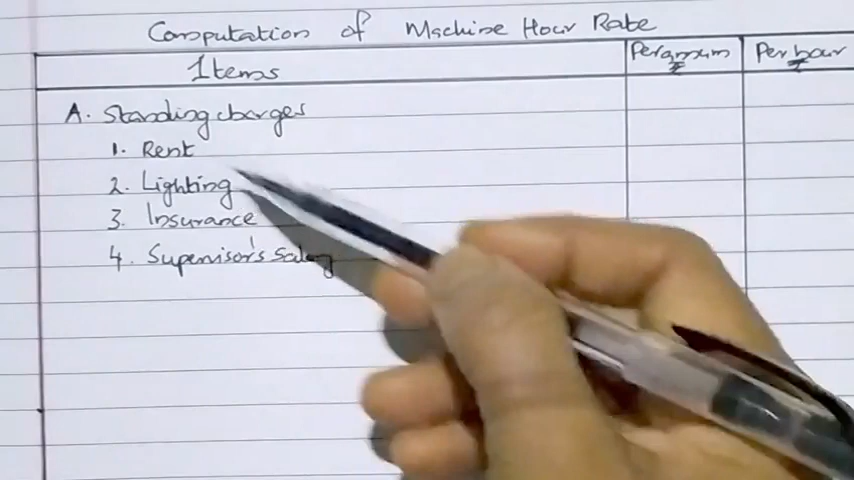 Computation of Machine Hour Rate
Items Per annum Per hour
A. Standing charges
1. Rent
2. Lighting
3. Insurance
4. Supervisor's Salary